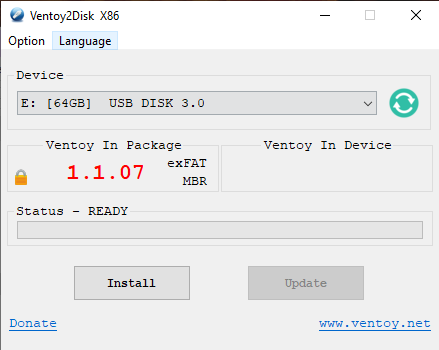 Ventoy2Disk X86
Option Language
Device
E: [64GB] USB DISK 3.0
Ventoy In Package Ventoy In Device
1.1.07 exFAT
MBR
Status - READY
Install Update
Donate www.ventoy.net